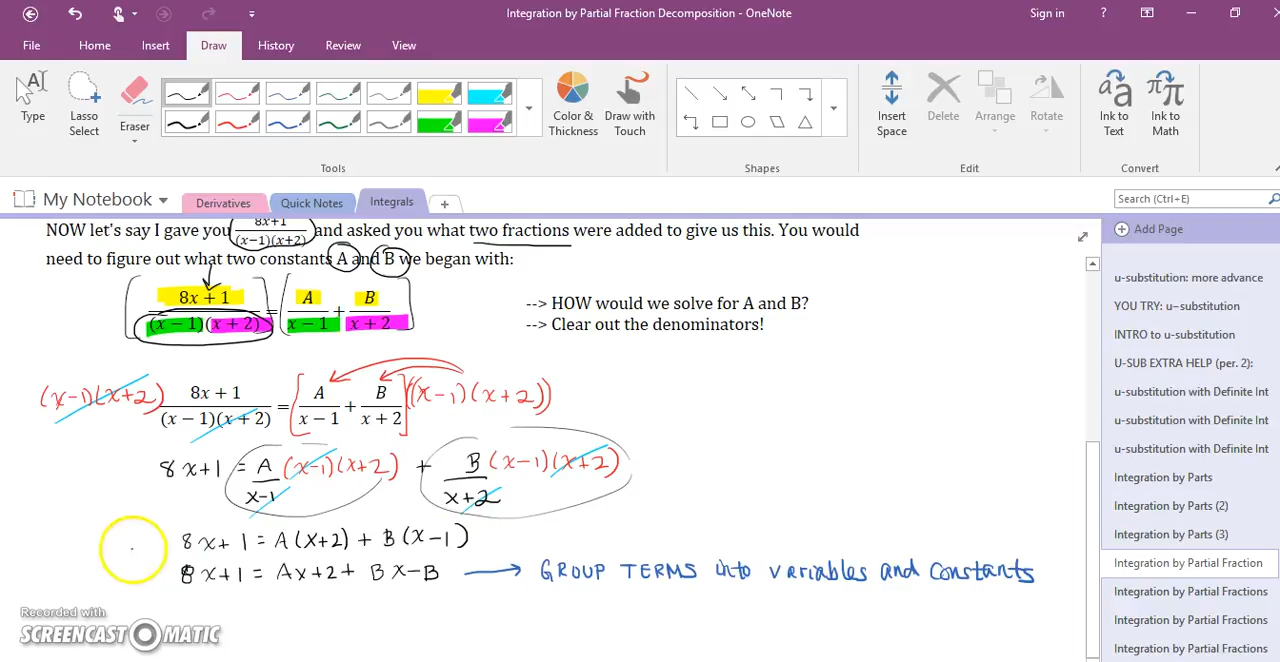 Integration by Partial Fraction Decomposition - OneNote
Sign in
?
File Home Insert Draw History Review View
Type
Lasso Select
Eraser
Color & Thickness
Draw with Touch
Insert Space
Delete
Arrange
Rotate
Ink to Text
Ink to Math
Tools
Shapes
Edit
Convert
My Notebook
Derivatives
Quick Notes
Integrals
+
Search (Ctrl+E)
Add Page
NOW let's say I gave you 8x+1/(x−1)(x+2) and asked you what two fractions were added to give us this. You would
need to figure out what two constants A and B we began with:
8x + 1/(x − 1)(x + 2) = A/x − 1 + B/x + 2
--> HOW would we solve for A and B?
--> Clear out the denominators!
(x-1)(x+2) 8x + 1/(x − 1)(x + 2) = [A/x − 1 + B/x + 2] ((x-1)(x+2))
8x+1 = A/x-1 (x-1)(x+2) + B/x+2 (x-1)(x+2)
8x+1 = A(x+2) + B(x-1)
8x+1 = Ax+2+ Bx-B → GROUP TERMS into variables and constants
Recorded with
SCREENCAST O MATIC
u-substitution: more advance
YOU TRY: u-substitution
INTRO to u-substitution
U-SUB EXTRA HELP (per. 2):
u-substitution with Definite Int
u-substitution with Definite Int
u-substitution with Definite Int
Integration by Parts
Integration by Parts (2)
Integration by Parts (3)
Integration by Partial Fraction
Integration by Partial Fractions
Integration by Partial Fractions
Integration by Partial Fractions